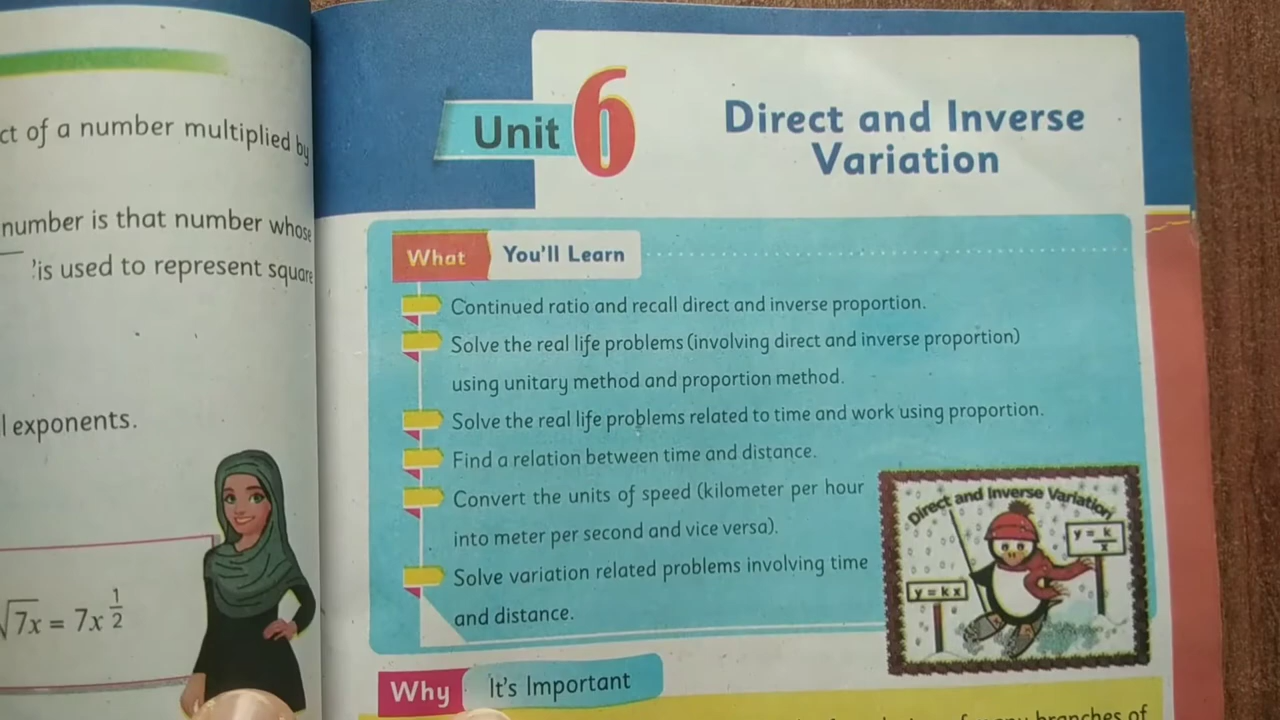 ct of a number multiplied by
number is that number whose
'is used to represent square
l exponents.
√7x = 7x^1/2
Unit 6
Direct and Inverse
Variation
What You'll Learn
Continued ratio and recall direct and inverse proportion.
Solve the real life problems (involving direct and inverse proportion)
using unitary method and proportion method.
Solve the real life problems related to time and work using proportion.
Find a relation between time and distance.
Convert the units of speed (kilometer per hour
into meter per second and vice versa).
Solve variation related problems involving time
and distance.
Direct and Inverse Variation
y = k/x
y = k x
Why It's Important
many branches of